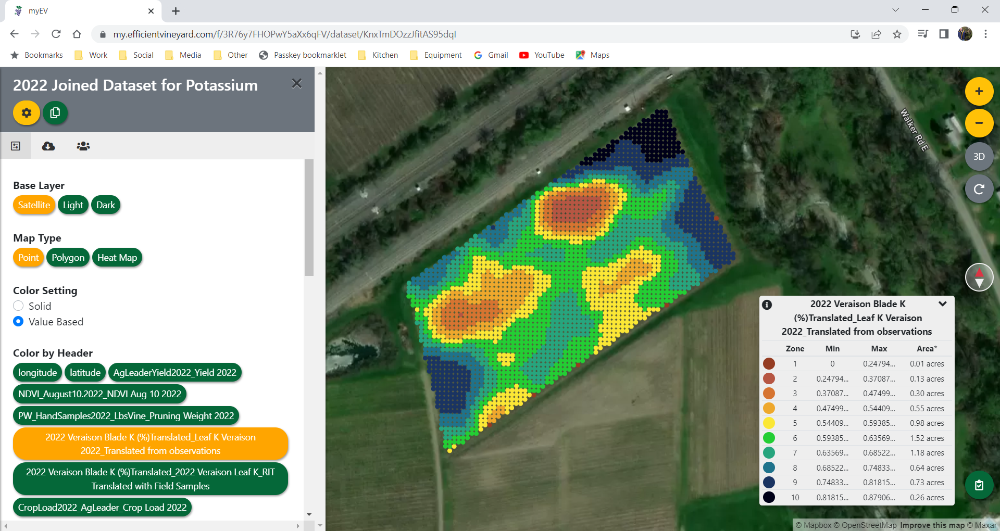 myEV
my.efficientvineyard.com/f/3R76y7FHOPwY5aXx6qFV/dataset/KnxTmDOzzJfitAS95dqI
Bookmarks Work Social Media Other Passkey bookmarklet Kitchen Equipment Gmail YouTube Maps
2022 Joined Dataset for Potassium
Base Layer
Satellite Light Dark
Map Type
Point Polygon Heat Map
Color Setting
Solid
Value Based
Color by Header
longitude latitude AgLeaderYield2022_Yield 2022
NDVI_August10.2022_NDVI Aug 10 2022
PW_HandSamples2022_LbsVine_Pruning Weight 2022
2022 Veraison Blade K (%)Translated_Leaf K Veraison
2022_Translated from observations
2022 Veraison Blade K (%)Translated_2022 Veraison Leaf K_RIT
Translated with Field Samples
CropLoad2022_AgLeader_Crop Load 2022
Walker Rd E
+
−
3D
2022 Veraison Blade K
(%)Translated_Leaf K Veraison
2022_Translated from observations
Zone Min Max Area*
1 0 0.24794... 0.01 acres
2 0.24794... 0.37087... 0.13 acres
3 0.37087... 0.47499... 0.30 acres
4 0.47499... 0.54409... 0.55 acres
5 0.54409... 0.59385... 0.98 acres
6 0.59385... 0.63569... 1.52 acres
7 0.63569... 0.68522... 1.18 acres
8 0.68522... 0.74833... 0.64 acres
9 0.74833... 0.81815... 0.73 acres
10 0.81815... 0.87906... 0.26 acres
© Mapbox © OpenStreetMap Improve this map © Maxar